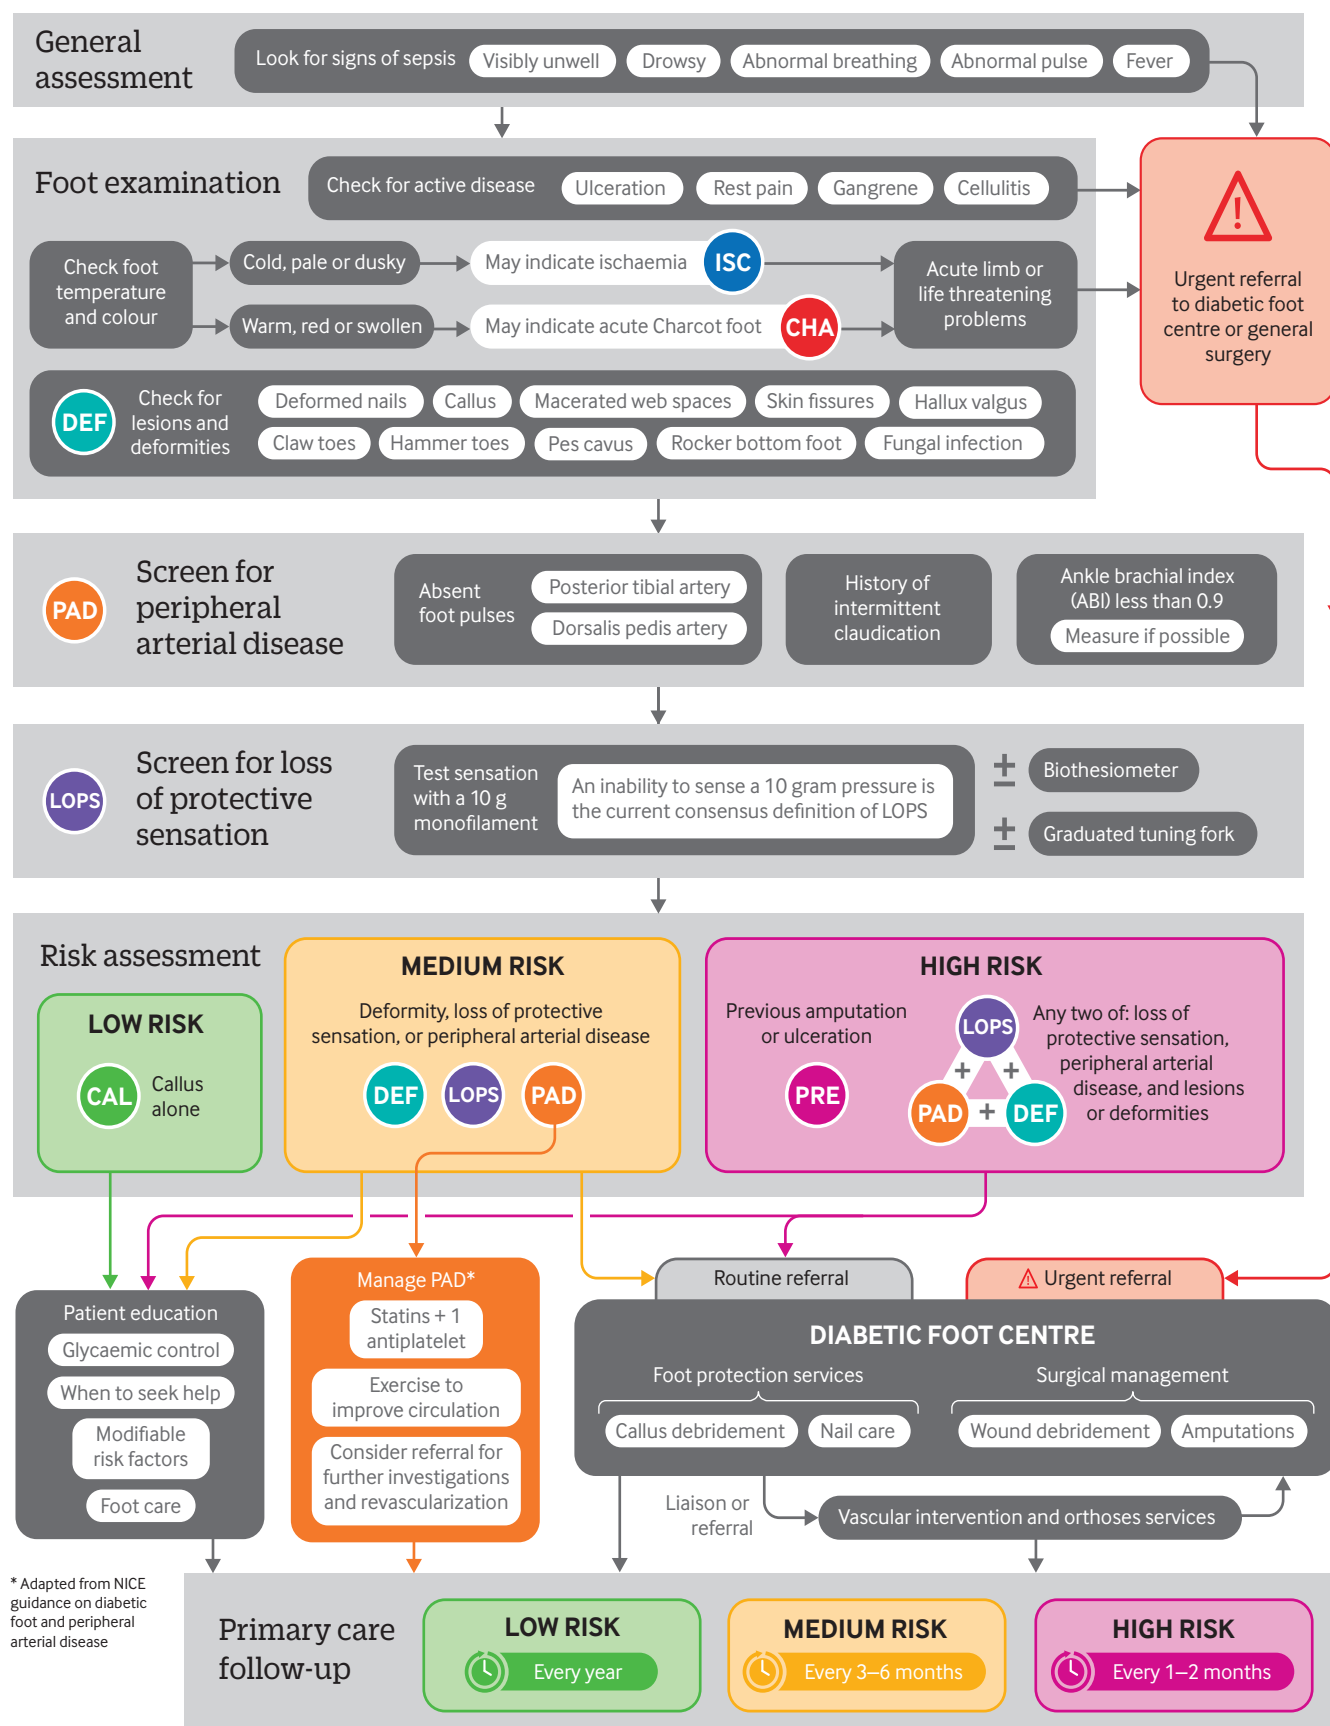 General
assessment
Look for signs of sepsis
Visibly unwell
Drowsy
Abnormal breathing
Abnormal pulse
Fever
Foot examination
Check for active disease
Ulceration
Rest pain
Gangrene
Cellulitis
Urgent referral
to diabetic foot
centre or general
surgery
Check foot
temperature
and colour
Cold, pale or dusky
May indicate ischaemia
ISC
Warm, red or swollen
May indicate acute Charcot foot
CHA
Acute limb or
life threatening
problems
DEF
Check for
lesions and
deformities
Deformed nails
Callus
Macerated web spaces
Skin fissures
Hallux valgus
Claw toes
Hammer toes
Pes cavus
Rocker bottom foot
Fungal infection
PAD
Screen for
peripheral
arterial disease
Absent
foot pulses
Posterior tibial artery
Dorsalis pedis artery
History of
intermittent
claudication
Ankle brachial index
(ABI) less than 0.9
Measure if possible
LOPS
Screen for loss
of protective
sensation
Test sensation
with a 10 g
monofilament
An inability to sense a 10 gram pressure is
the current consensus definition of LOPS
± Biothesiometer
± Graduated tuning fork
Risk assessment
LOW RISK
CAL
Callus
alone
MEDIUM RISK
Deformity, loss of protective
sensation, or peripheral arterial disease
DEF
LOPS
PAD
HIGH RISK
Previous amputation
or ulceration
PRE
LOPS
+ +
PAD + DEF
Any two of: loss of
protective sensation,
peripheral arterial
disease, and lesions
or deformities
Patient education
Glycaemic control
When to seek help
Modifiable
risk factors
Foot care
Manage PAD*
Statins + 1
antiplatelet
Exercise to
improve circulation
Consider referral for
further investigations
and revascularization
Routine referral
Urgent referral
DIABETIC FOOT CENTRE
Foot protection services
Callus debridement
Nail care
Surgical management
Wound debridement
Amputations
Liaison or
referral
Vascular intervention and orthoses services
* Adapted from NICE
guidance on diabetic
foot and peripheral
arterial disease
Primary care
follow-up
LOW RISK
Every year
MEDIUM RISK
Every 3–6 months
HIGH RISK
Every 1–2 months